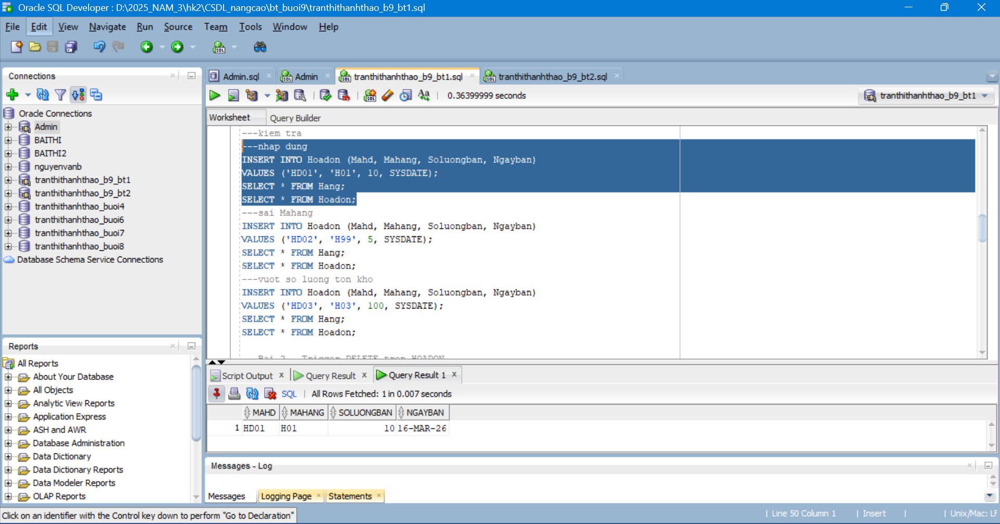 Oracle SQL Developer : D:\2025_NAM_3\hk2\CSDL_nangcao\bt_buoi9\tranthithanhthao_b9_bt1.sql
File Edit View Navigate Run Source Team Tools Window Help
Connections
Oracle Connections
Admin
BAITHI
BAITHI2
nguyenvanb
tranthithanhthao_b9_bt1
tranthithanhthao_b9_bt2
tranthithanhthao_buoi4
tranthithanhthao_buoi6
tranthithanhthao_buoi7
tranthithanhthao_buoi8
Database Schema Service Connections
Reports
All Reports
About Your Database
All Objects
Analytic View Reports
Application Express
ASH and AWR
Database Administration
Data Dictionary
Data Dictionary Reports
Data Modeler Reports
OLAP Reports
Admin.sql Admin tranthithanhthao_b9_bt1.sql tranthithanhthao_b9_bt2.sql
0.36399999 seconds
tranthithanhthao_b9_bt1
Worksheet Query Builder
---kiem tra
---nhap dung
INSERT INTO Hoadon (Mahd, Mahang, Soluongban, Ngayban)
VALUES ('HD01', 'H01', 10, SYSDATE);
SELECT * FROM Hang;
SELECT * FROM Hoadon;
---sai Mahang
INSERT INTO Hoadon (Mahd, Mahang, Soluongban, Ngayban)
VALUES ('HD02', 'H99', 5, SYSDATE);
SELECT * FROM Hang;
SELECT * FROM Hoadon;
---vuot so luong ton kho
INSERT INTO Hoadon (Mahd, Mahang, Soluongban, Ngayban)
VALUES ('HD03', 'H03', 100, SYSDATE);
SELECT * FROM Hang;
SELECT * FROM Hoadon;
Bai 2 Trigger DELETE tren HOADON
Script Output Query Result Query Result 1
SQL All Rows Fetched: 1 in 0.007 seconds
MAHD MAHANG SOLUONGBAN NGAYBAN
1 HD01 H01 10 16-MAR-26
Messages - Log
Messages Logging Page Statements
Click on an identifier with the Control key down to perform "Go to Declaration"
Line 50 Column 1 Insert Unix/Mac: LF